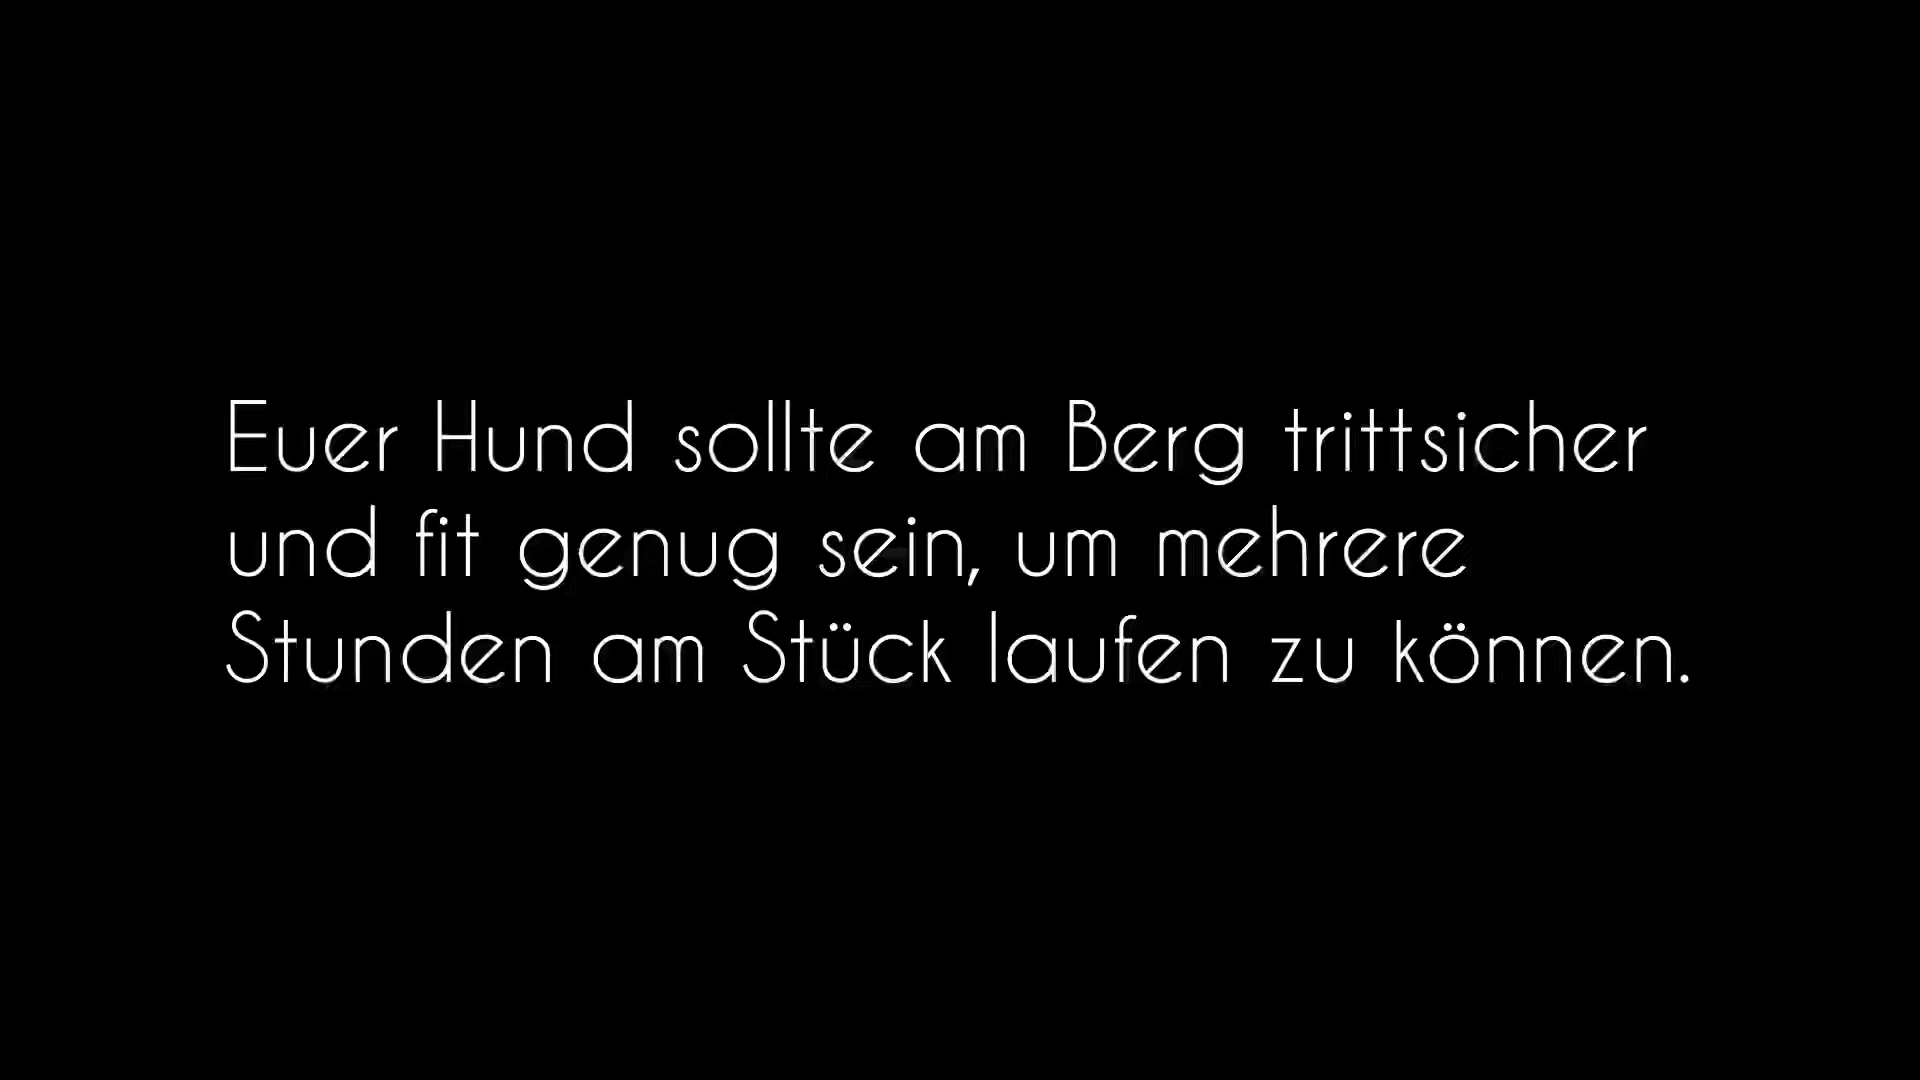 Euer Hund sollte am Berg trittsicher
und fit genug sein, um mehrere
Stunden am Stück laufen zu können.